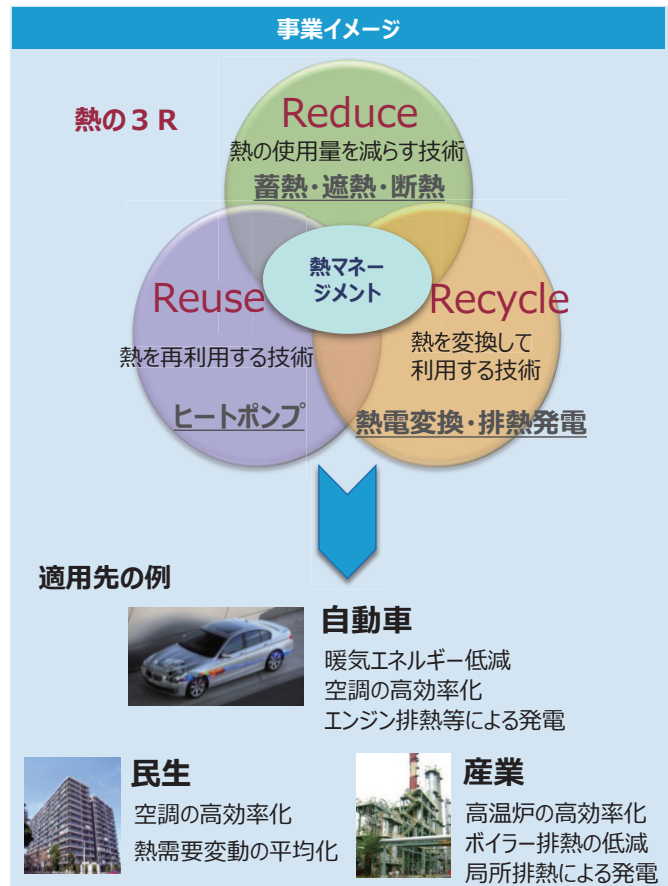 事業イメージ
熱の3R
Reduce
熱の使用量を減らす技術
蓄熱・遮熱・断熱
熱マネー
ジメント
Reuse
熱を再利用する技術
ヒートポンプ
Recycle
熱を変換して
利用する技術
熱電変換・排熱発電
適用先の例
自動車
暖気エネルギー低減
空調の高効率化
エンジン排熱等による発電
民生
空調の高効率化
熱需要変動の平均化
産業
高温炉の高効率化
ボイラー排熱の低減
局所排熱による発電